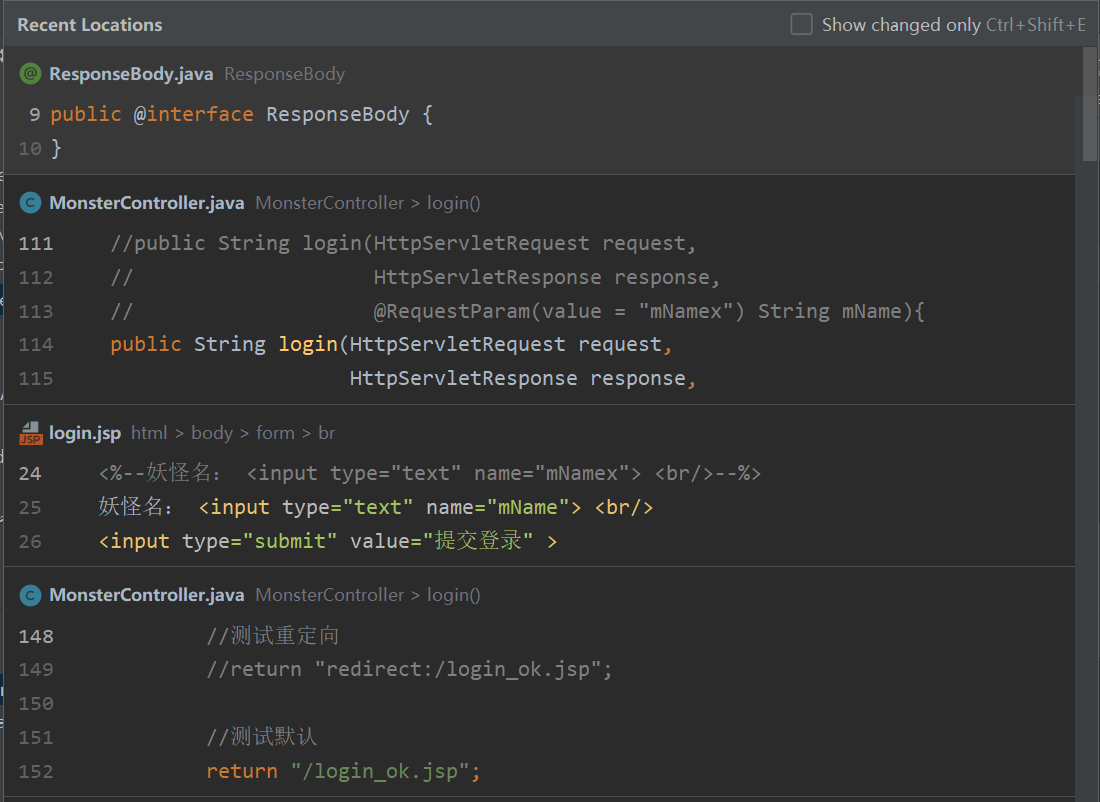 Recent Locations Show changed only Ctrl+Shift+E
ResponseBody.java ResponseBody
9 public @interface ResponseBody {
10 }
MonsterController.java MonsterController > login()
111 //public String login(HttpServletRequest request,
112 // HttpServletResponse response,
113 // @RequestParam(value = "mNamex") String mName){
114 public String login(HttpServletRequest request,
115 HttpServletResponse response,
JSP login.jsp html > body > form > br
24 <%--妖怪名： <input type="text" name="mNamex"> <br/>--%>
25 妖怪名： <input type="text" name="mName"> <br/>
26 <input type="submit" value="提交登录" >
MonsterController.java MonsterController > login()
148 //测试重定向
149 //return "redirect:/login_ok.jsp";
150
151 //测试默认
152 return "/login_ok.jsp";